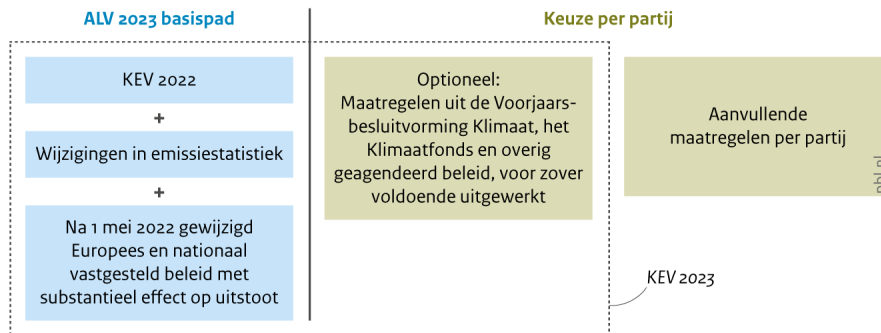 ALV 2023 basispad
Keuze per partij
KEV 2022
+
Wijzigingen in emissiestatistiek
+
Na 1 mei 2022 gewijzigd
Europees en nationaal
vastgesteld beleid met
substantieel effect op uitstoot
Optioneel:
Maatregelen uit de Voorjaars-
besluitvorming Klimaat, het
Klimaatfonds en overig
geagendeerd beleid, voor zover
voldoende uitgewerkt
Aanvullende
maatregelen per partij
pbl.nl
KEV 2023